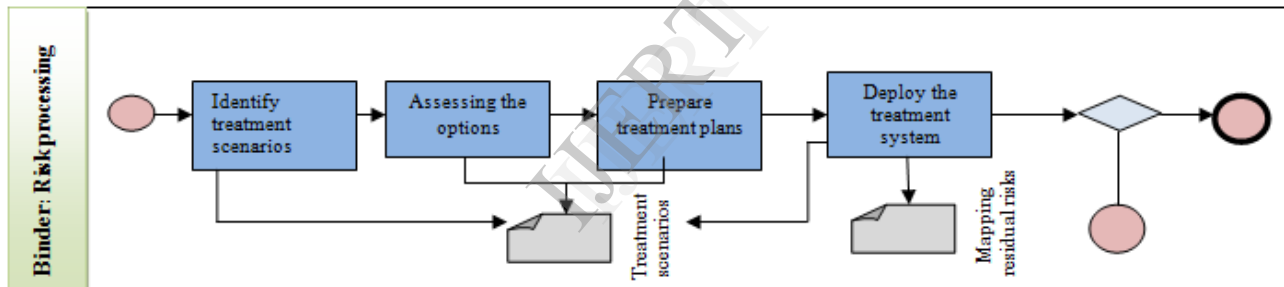 Binder: Riskprocessing
Identify
treatment
scenarios
Assessing the
options
Prepare
treatment plans
Deploy the
treatment
system
Treatment
scenarios
Mapping
residual risks
IJERT